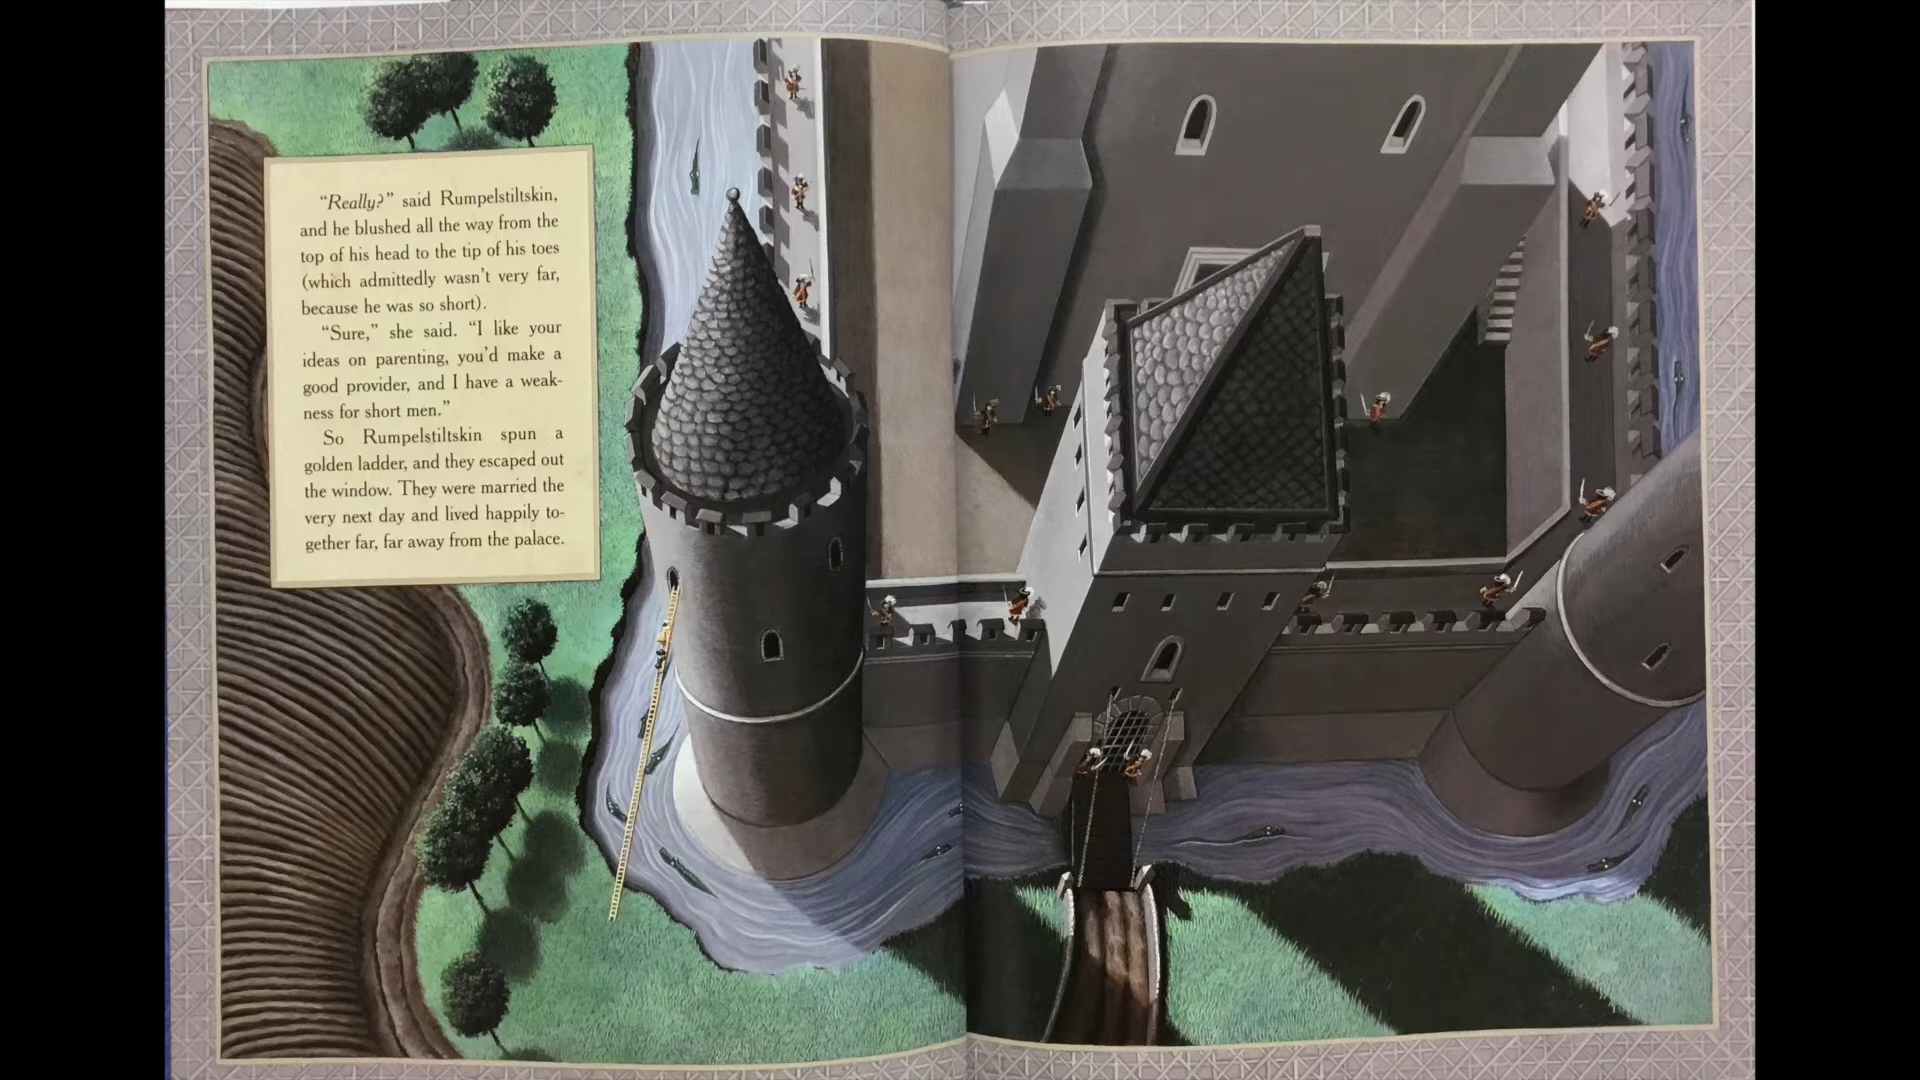 “Really?” said Rumpelstiltskin,
and he blushed all the way from the
top of his head to the tip of his toes
(which admittedly wasn’t very far,
because he was so short).
“Sure,” she said. “I like your
ideas on parenting, you’d make a
good provider, and I have a weak-
ness for short men.”
So Rumpelstiltskin spun a
golden ladder, and they escaped out
the window. They were married the
very next day and lived happily to-
gether far, far away from the palace.